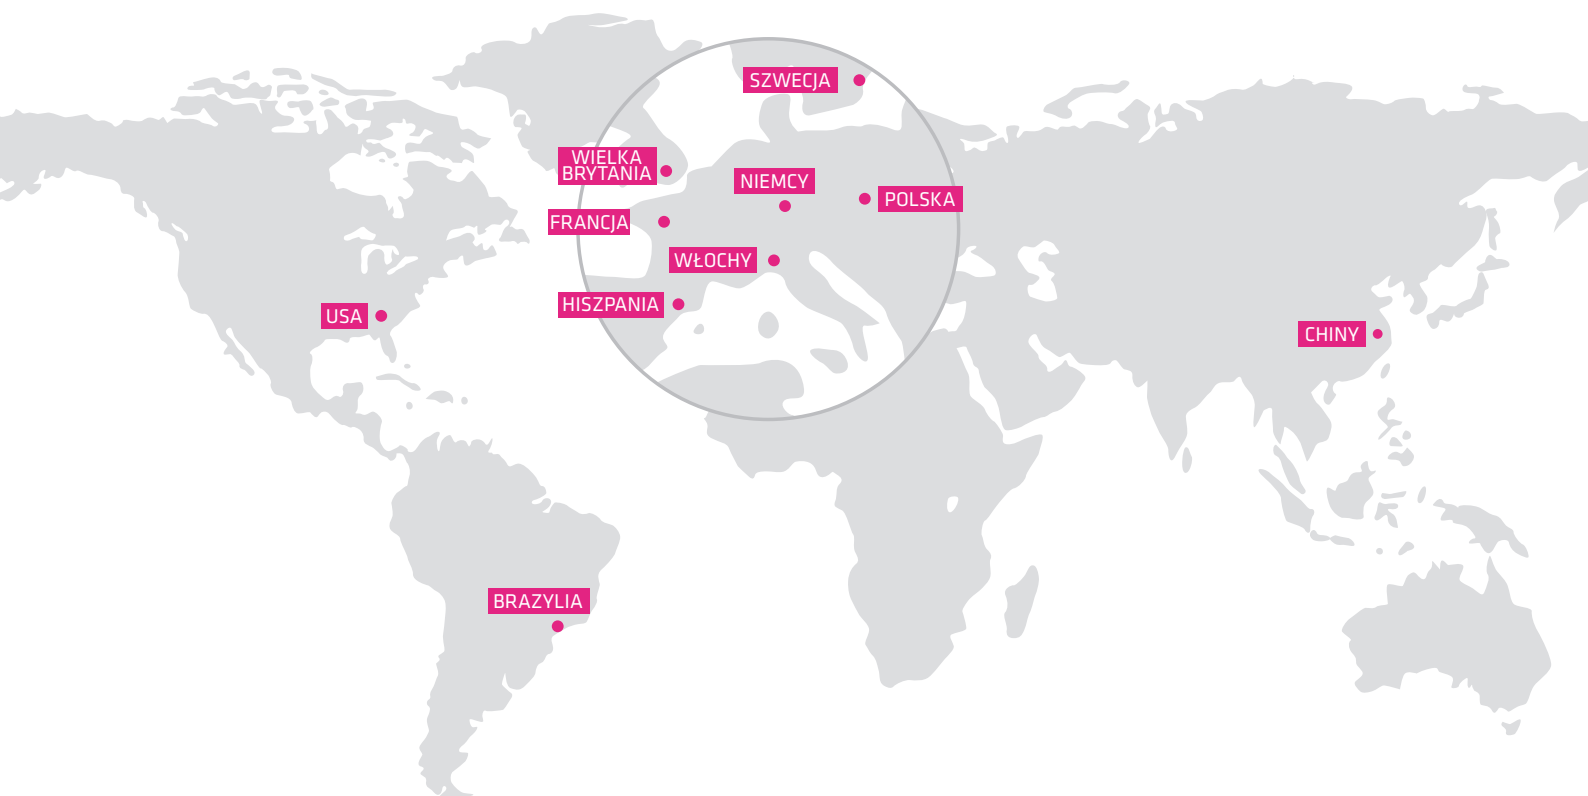 SZWECJA
WIELKA
BRYTANIA
NIEMCY
POLSKA
FRANCJA
WŁOCHY
HISZPANIA
USA
CHINY
BRAZYLIA